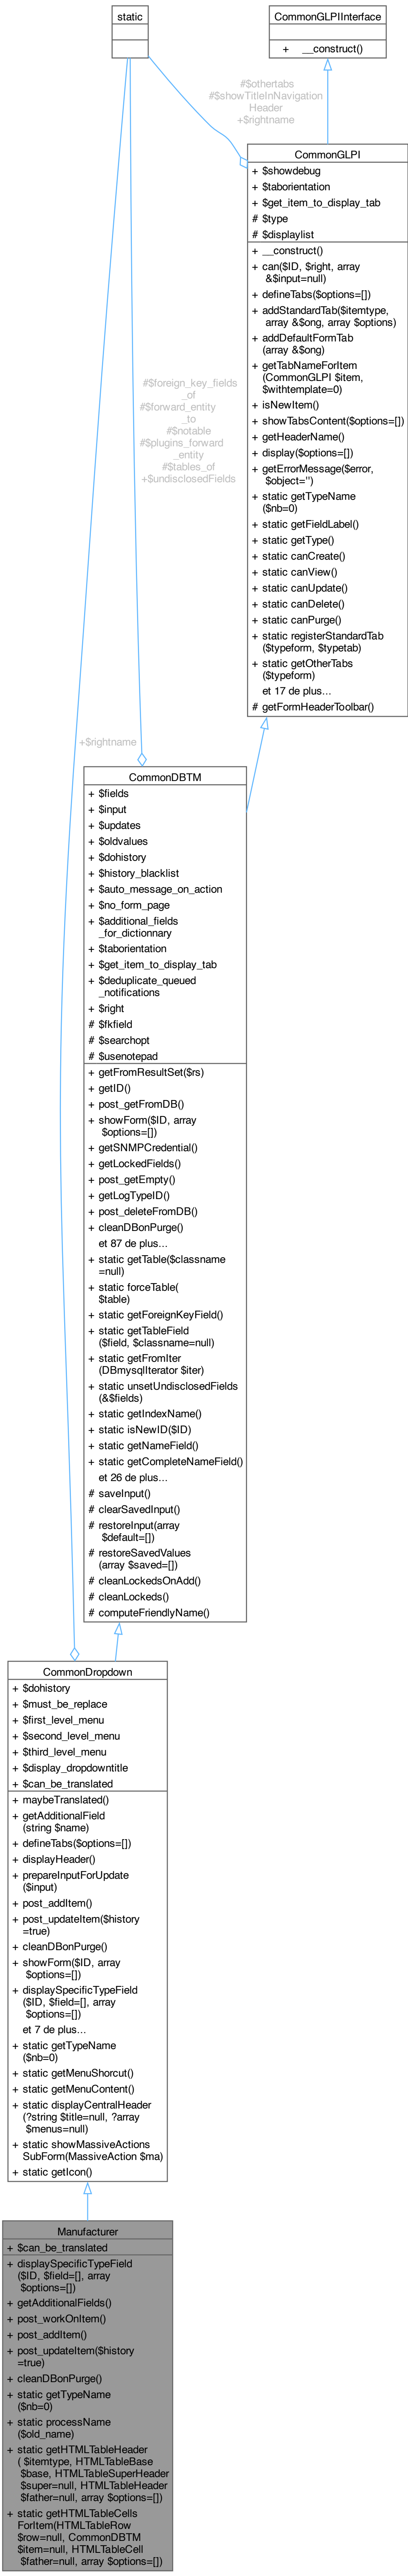 static
CommonGLPIInterface
+ __construct()
#$othertabs
#$showTitleInNavigation
Header
+$rightname
CommonGLPI
+ $showdebug
+ $taborientation
+ $get_item_to_display_tab
# $type
# $displaylist
+ __construct()
+ can($ID, $right, array
&$input=null)
+ defineTabs($options=[])
+ addStandardTab($itemtype,
array &$ong, array $options)
+ addDefaultFormTab
(array &$ong)
+ getTabNameForItem
(CommonGLPI $item,
$withtemplate=0)
+ isNewItem()
+ showTabsContent($options=[])
+ getHeaderName()
+ display($options=[])
+ getErrorMessage($error,
$object='')
+ static getTypeName
($nb=0)
+ static getFieldLabel()
+ static getType()
+ static canCreate()
+ static canView()
+ static canUpdate()
+ static canDelete()
+ static canPurge()
+ static registerStandardTab
($typeform, $typetab)
+ static getOtherTabs
($typeform)
et 17 de plus...
# getFormHeaderToolbar()
#$foreign_key_fields
_of
#$forward_entity
_to
#$notable
#$plugins_forward
_entity
#$tables_of
+$undisclosedFields
+$rightname
CommonDBTM
+ $fields
+ $input
+ $updates
+ $oldvalues
+ $dohistory
+ $history_blacklist
+ $auto_message_on_action
+ $no_form_page
+ $additional_fields
_for_dictionnary
+ $taborientation
+ $get_item_to_display_tab
+ $deduplicate_queued
_notifications
+ $right
# $fkfield
# $searchopt
# $usenotepad
+ getFromResultSet($rs)
+ getID()
+ post_getFromDB()
+ showForm($ID, array
$options=[])
+ getSNMPCredential()
+ getLockedFields()
+ post_getEmpty()
+ getLogTypeID()
+ post_deleteFromDB()
+ cleanDBonPurge()
et 87 de plus...
+ static getTable($classname
=null)
+ static forceTable(
$table)
+ static getForeignKeyField()
+ static getTableField
($field, $classname=null)
+ static getFromIter
(DBmysqlIterator $iter)
+ static unsetUndisclosedFields
(&$fields)
+ static getIndexName()
+ static isNewID($ID)
+ static getNameField()
+ static getCompleteNameField()
et 26 de plus...
# saveInput()
# clearSavedInput()
# restoreInput(array
$default=[])
# restoreSavedValues
(array $saved=[])
# cleanLockedsOnAdd()
# cleanLockeds()
# computeFriendlyName()
CommonDropdown
+ $dohistory
+ $must_be_replace
+ $first_level_menu
+ $second_level_menu
+ $third_level_menu
+ $display_dropdowntitle
+ $can_be_translated
+ maybeTranslated()
+ getAdditionalField
(string $name)
+ defineTabs($options=[])
+ displayHeader()
+ prepareInputForUpdate
($input)
+ post_addItem()
+ post_updateItem($history
=true)
+ cleanDBonPurge()
+ showForm($ID, array
$options=[])
+ displaySpecificTypeField
($ID, $field=[], array
$options=[])
et 7 de plus...
+ static getTypeName
($nb=0)
+ static getMenuShorcut()
+ static getMenuContent()
+ static displayCentralHeader
(?string $title=null, ?array
$menus=null)
+ static showMassiveActions
SubForm(MassiveAction $ma)
+ static getIcon()
Manufacturer
+ $can_be_translated
+ displaySpecificTypeField
($ID, $field=[], array
$options=[])
+ getAdditionalFields()
+ post_workOnItem()
+ post_addItem()
+ post_updateItem($history
=true)
+ cleanDBonPurge()
+ static getTypeName
($nb=0)
+ static processName
($old_name)
+ static getHTMLTableHeader
( $itemtype, HTMLTableBase
$base, HTMLTableSuperHeader
$super=null, HTMLTableHeader
$father=null, array $options=[])
+ static getHTMLTableCells
ForItem(HTMLTableRow
$row=null, CommonDBTM
$item=null, HTMLTableCell
$father=null, array $options=[])